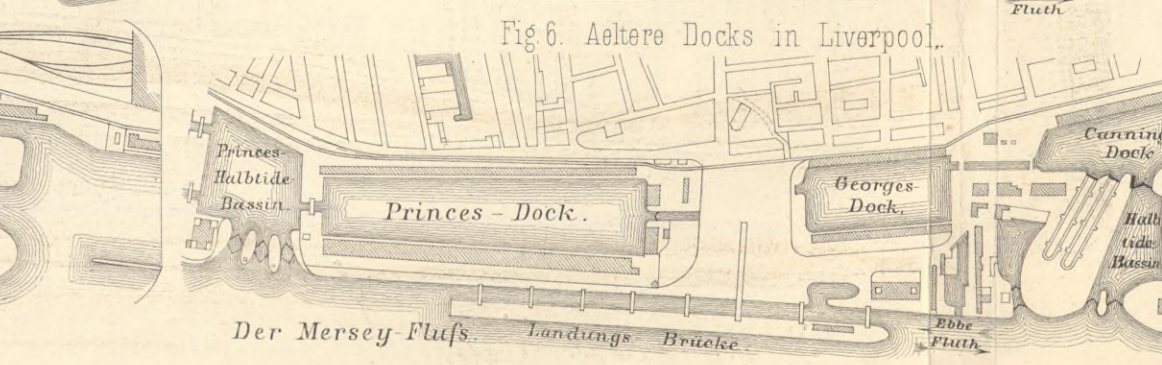 Fluth
Fig. 6. Aeltere Docks in Liverpool.
Princes-
Halbtide
Bassin.
Princes-Dock.
Georges-
Dock.
Cunning
Dock
Halb
tide
Bassin
Der Mersey-Fluſs.
Landungs Brücke.
Ebbe
Fluth